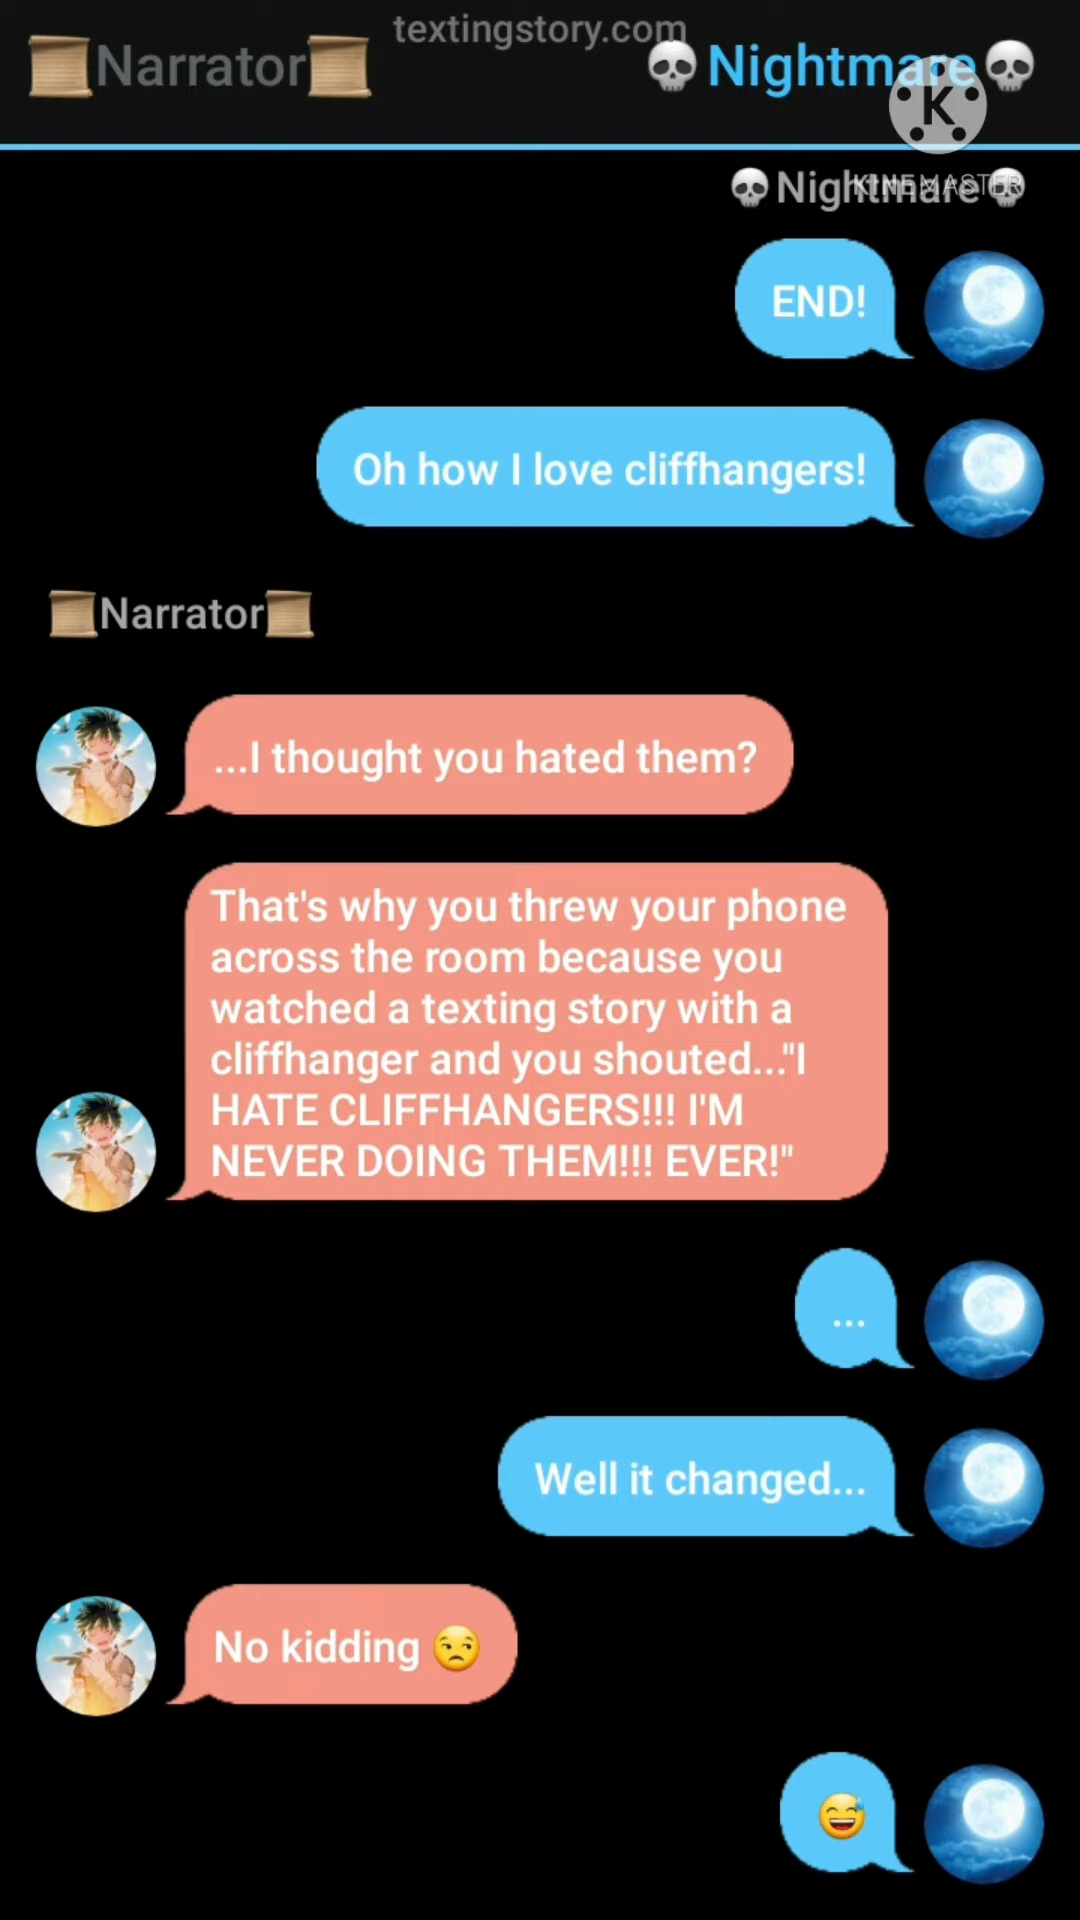 textingstory.com
📜Narrator📜
💀Nightmare💀
K
KINEMASTER
💀Nightmare💀
END!
Oh how I love cliffhangers!
📜Narrator📜
...I thought you hated them?
That's why you threw your phone
across the room because you
watched a texting story with a
cliffhanger and you shouted..."I
HATE CLIFFHANGERS!!! I'M
NEVER DOING THEM!!! EVER!"
...
Well it changed...
No kidding 😒
😅